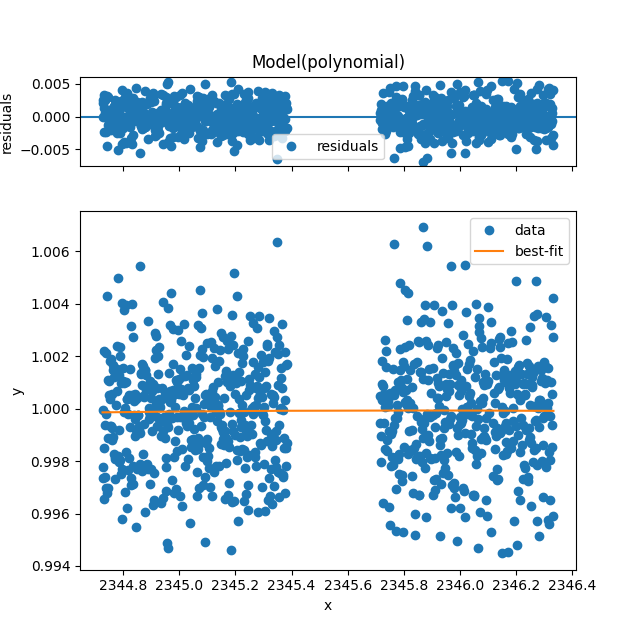 Model(polynomial)
residuals
0.005
0.000
−0.005
residuals
y
1.006
1.004
1.002
1.000
0.998
0.996
0.994
data
best-fit
2344.8 2345.0 2345.2 2345.4 2345.6 2345.8 2346.0 2346.2 2346.4
x